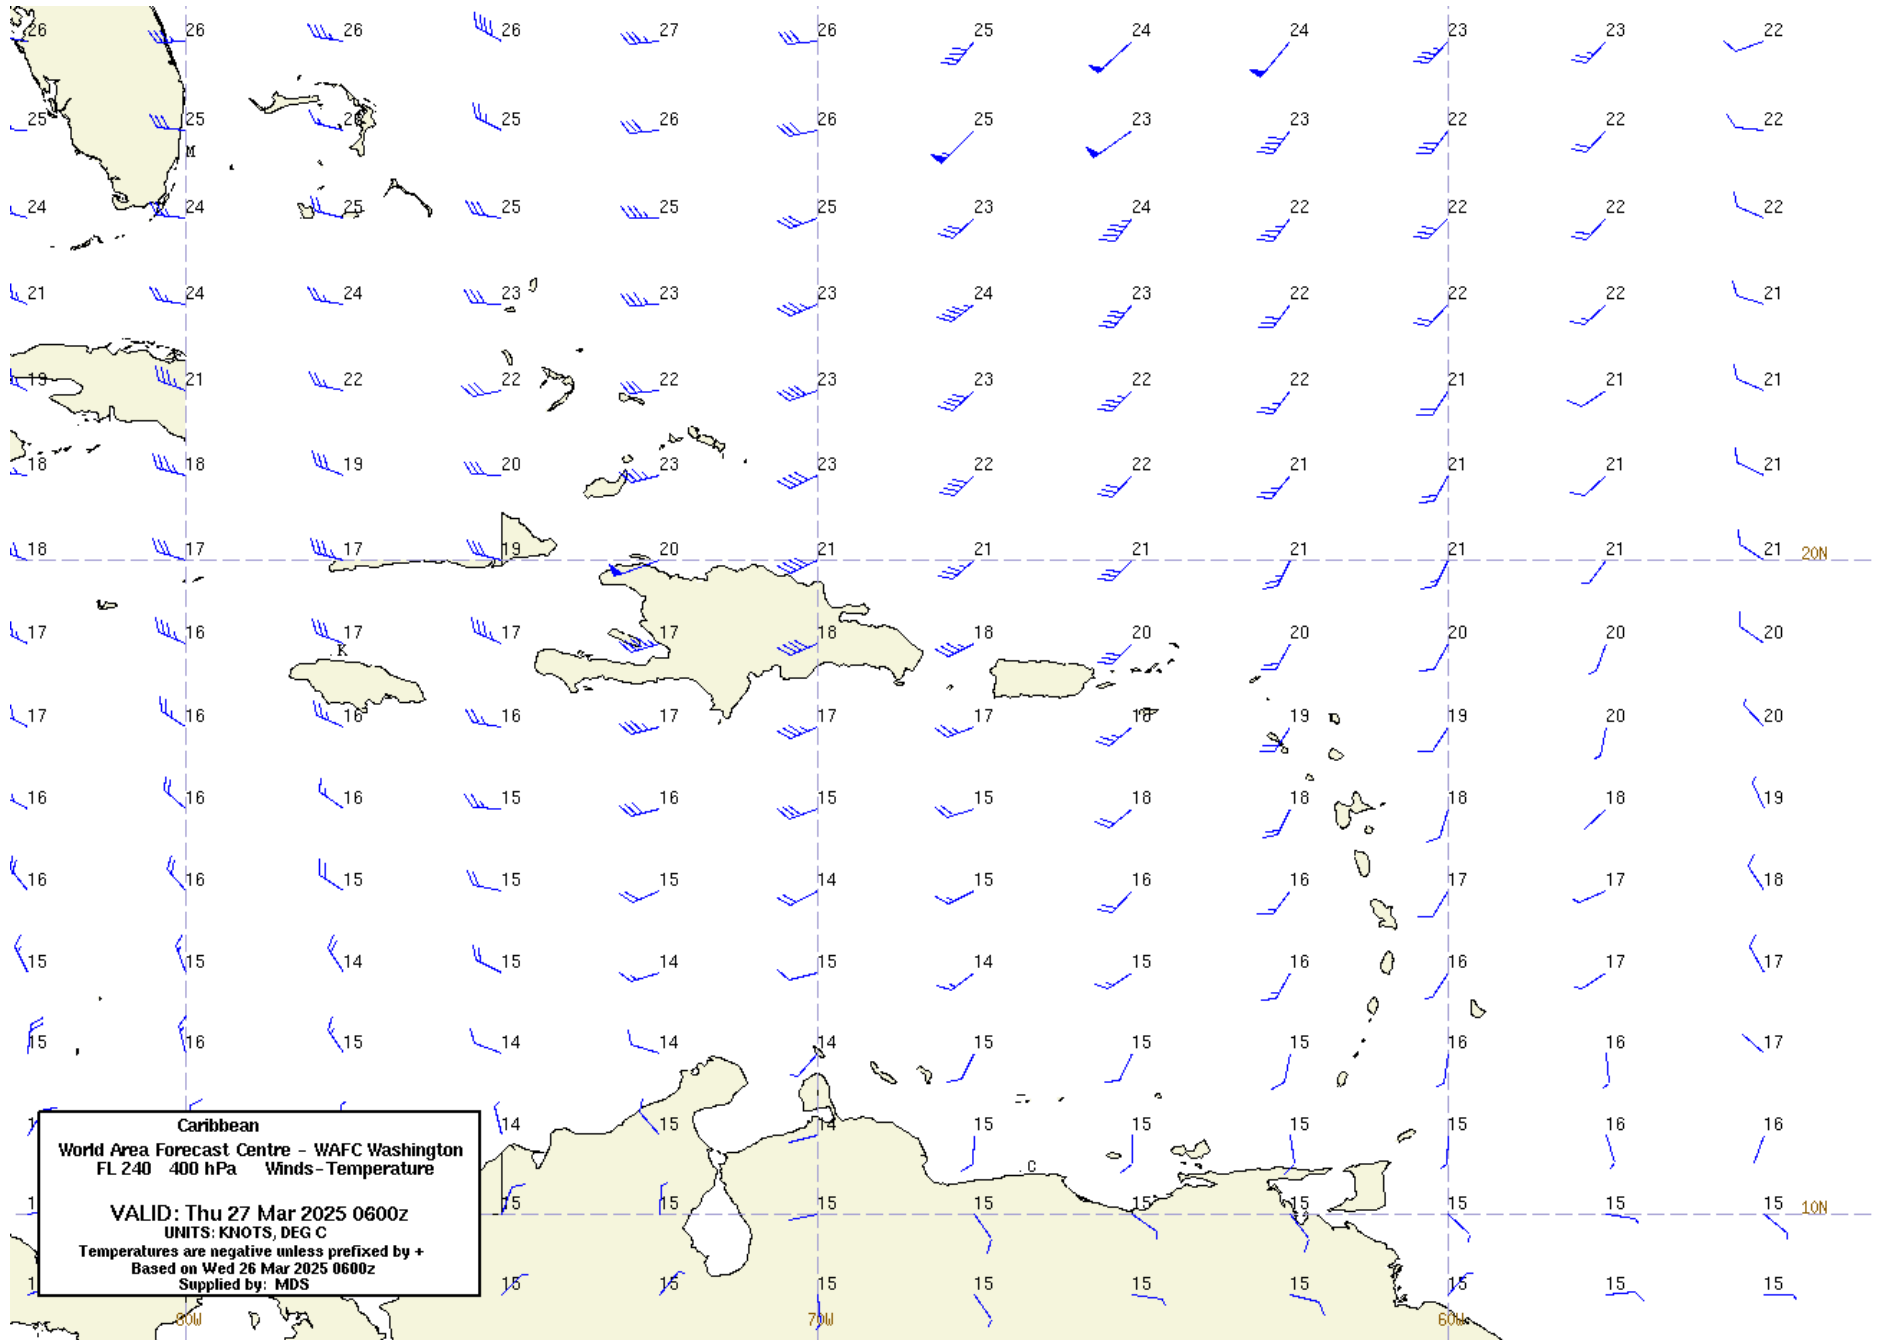 26 26 26 26 27 26 25 24 24 23 23 22
25 25 25 26 26 25 23 23 22 22 22
M
24 24 25 25 25 25 23 24 22 22 22 22
21 24 24 23 23 23 24 23 22 22 22 21
19 21 22 22 22 23 23 22 22 21 21 21
18 18 19 20 23 23 22 22 21 21 21 21
18 17 17 19 20 21 21 21 21 21 21 21 20N
17 16 17 17 17 18 18 20 20 20 20 20
K
17 16 16 16 17 17 17 18 19 19 20 20
16 16 16 15 16 15 15 18 18 18 18 19
16 16 15 15 15 14 15 16 16 17 17 18
15 15 14 15 14 15 14 15 16 16 17 17
15 16 15 14 14 14 15 15 15 16 16 17
14 15 14 15 15 15 15 16 16
C
15 15 15 15 15 15 15 15 15 10N
15 15 15 15 15 15 15 15 15
80W 70W 60W
Caribbean
World Area Forecast Centre - WAFC Washington
FL 240 400 hPa Winds-Temperature
VALID: Thu 27 Mar 2025 0600z
UNITS: KNOTS, DEG C
Temperatures are negative unless prefixed by +
Based on Wed 26 Mar 2025 0600z
Supplied by: MDS